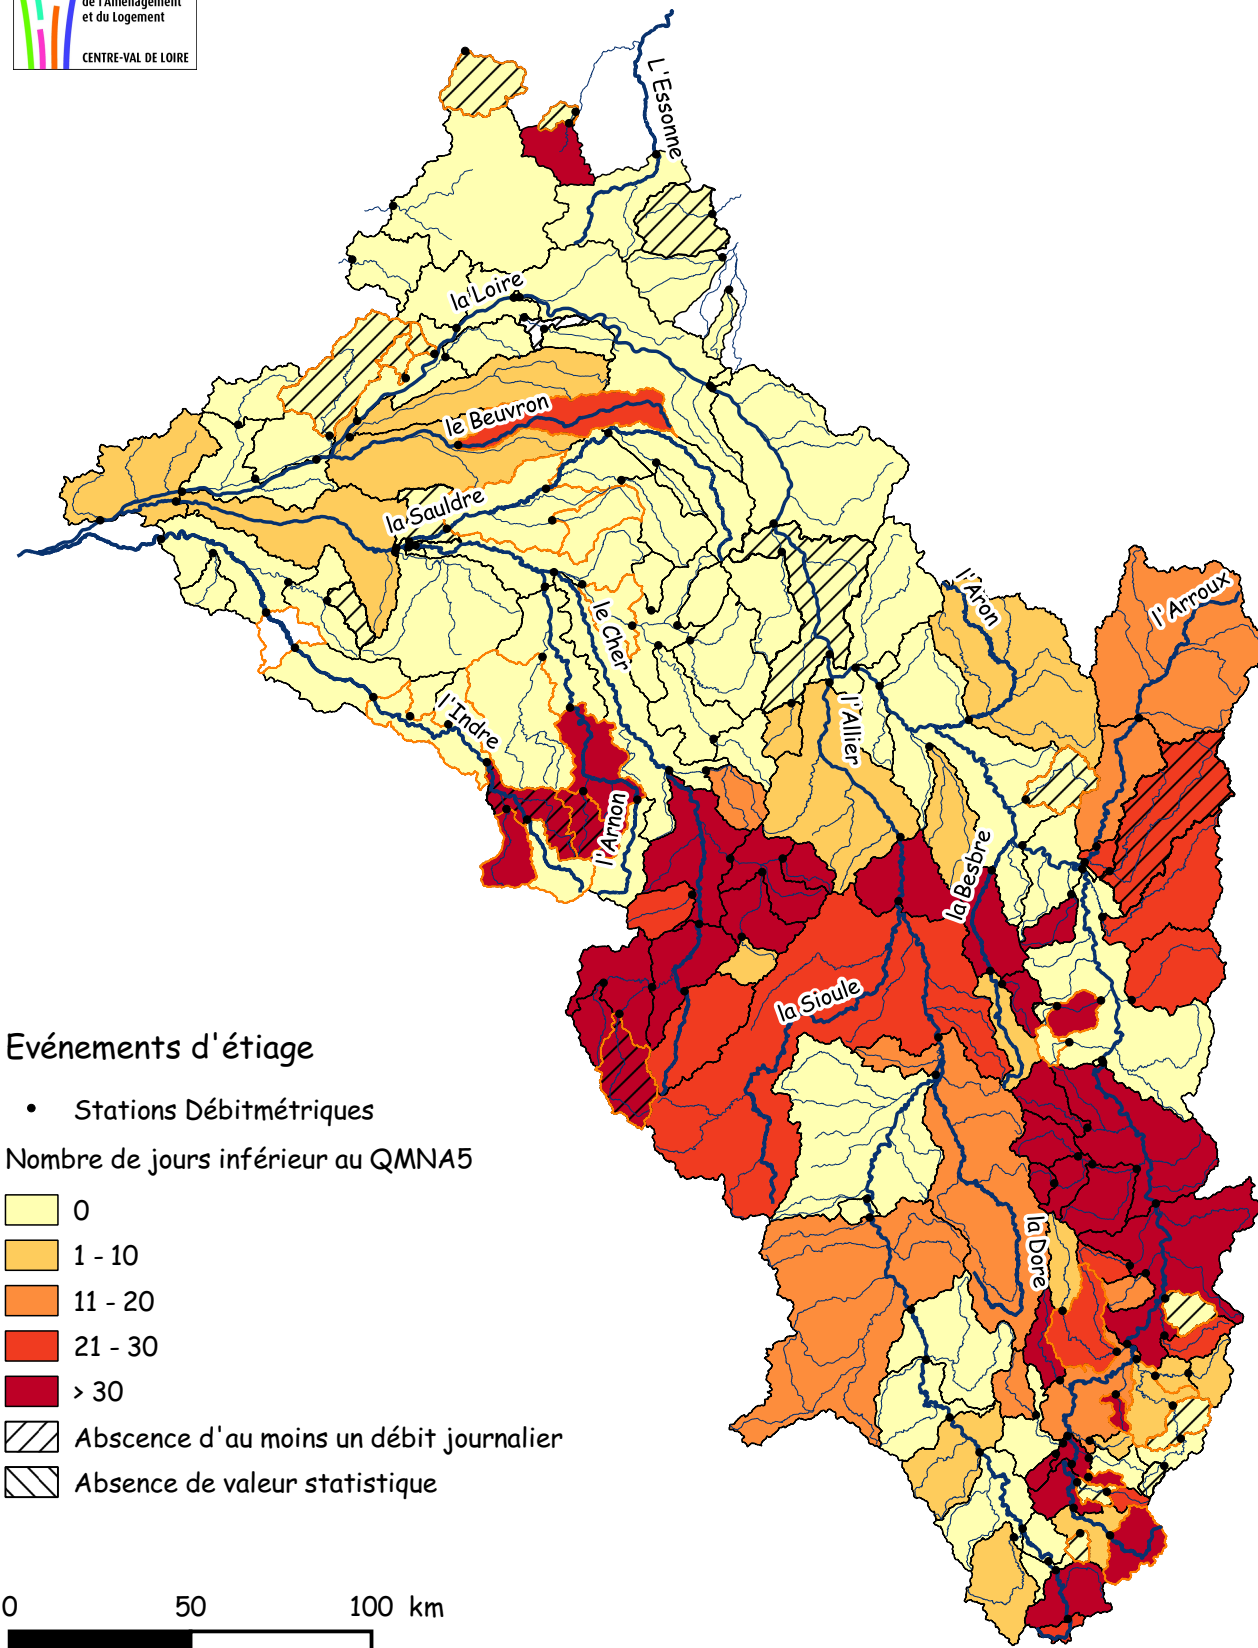 de l'Aménagement
et du Logement
CENTRE-VAL DE LOIRE
L'Essonne
la Loire
le Beuvron
la Sauldre
l'Aron
l'Arroux
le Cher
l'Indre
l'Allier
l'Arnon
la Besbre
la Sioule
la Dore
Evénements d'étiage
Stations Débitmétriques
Nombre de jours inférieur au QMNA5
0
1 - 10
11 - 20
21 - 30
> 30
Abscence d'au moins un débit journalier
Absence de valeur statistique
0 50 100 km